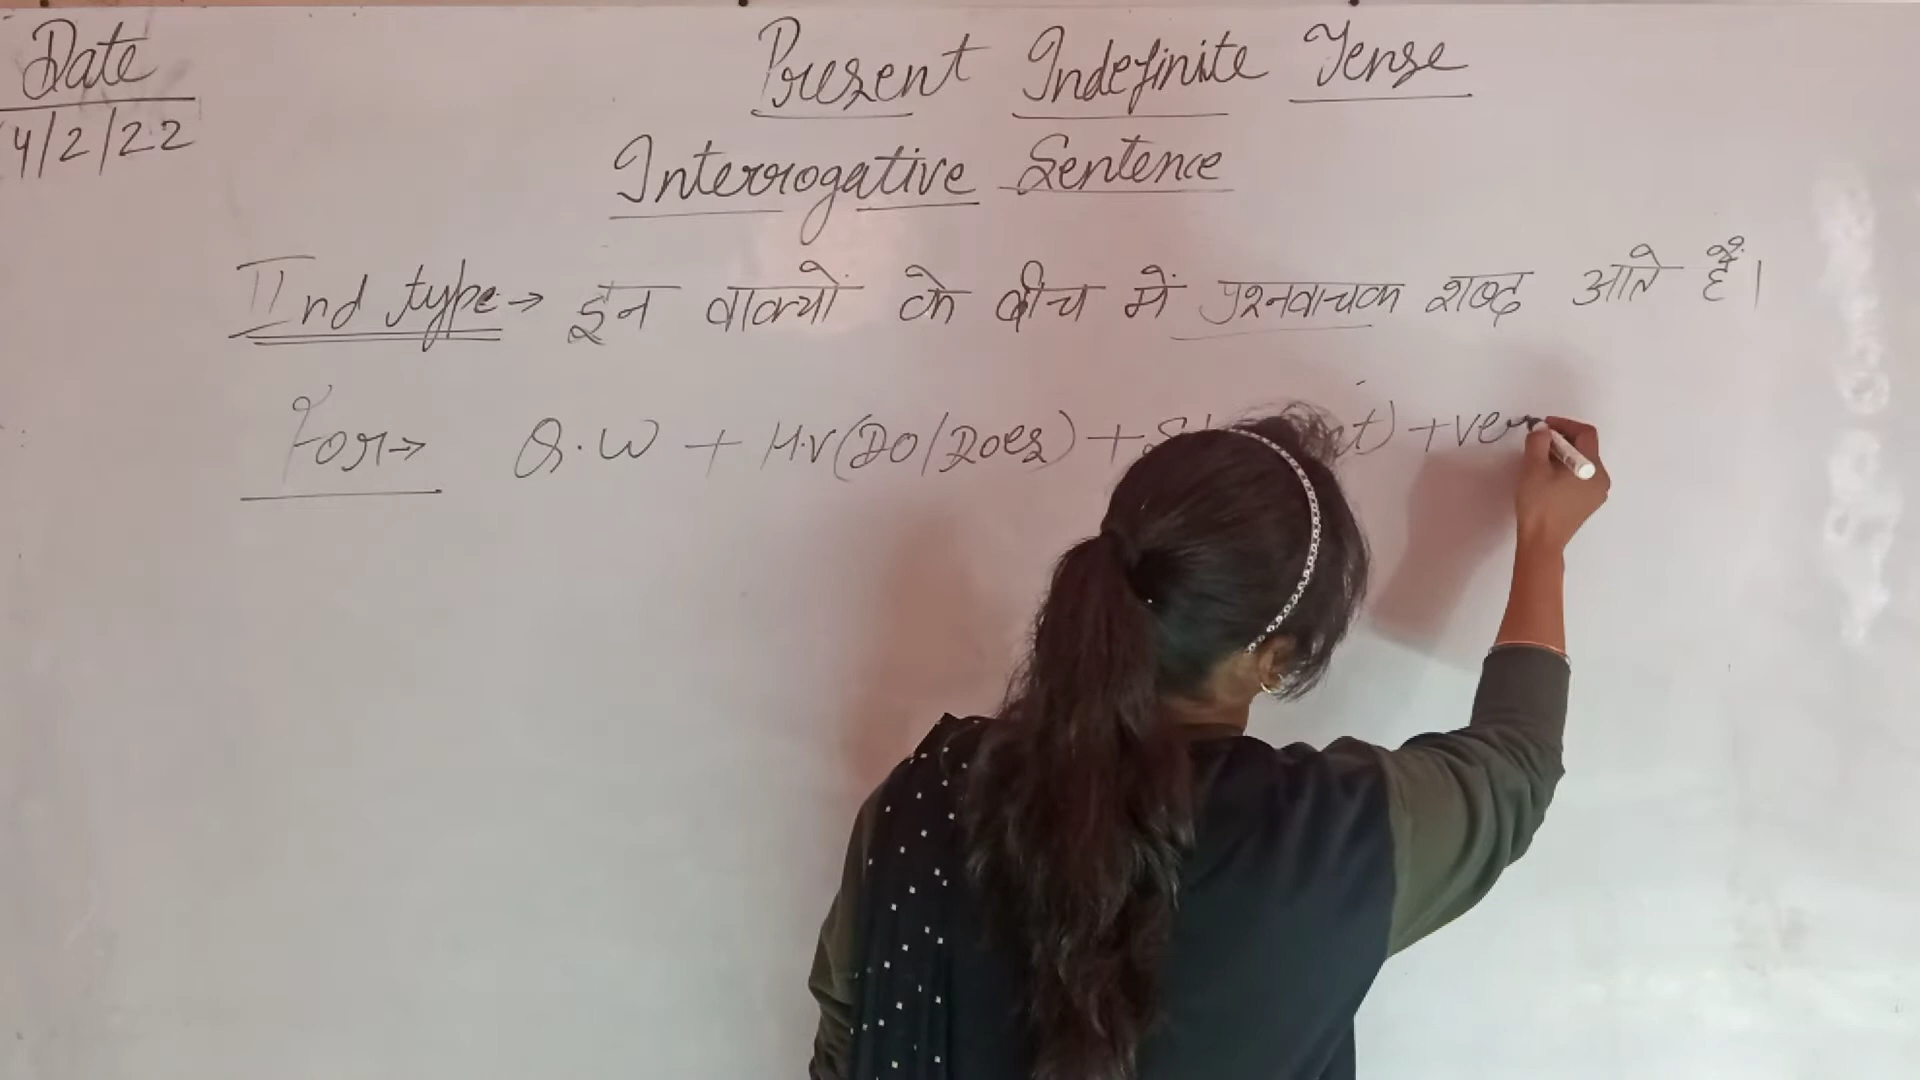 Date
4/2/22
Present Indefinite Tense
Interrogative Sentence
IInd type → इन वाक्यों के बीच में प्रश्नवाचक शब्द आते हैं।
For → Q.W + H.V (Do/Does) + + ver